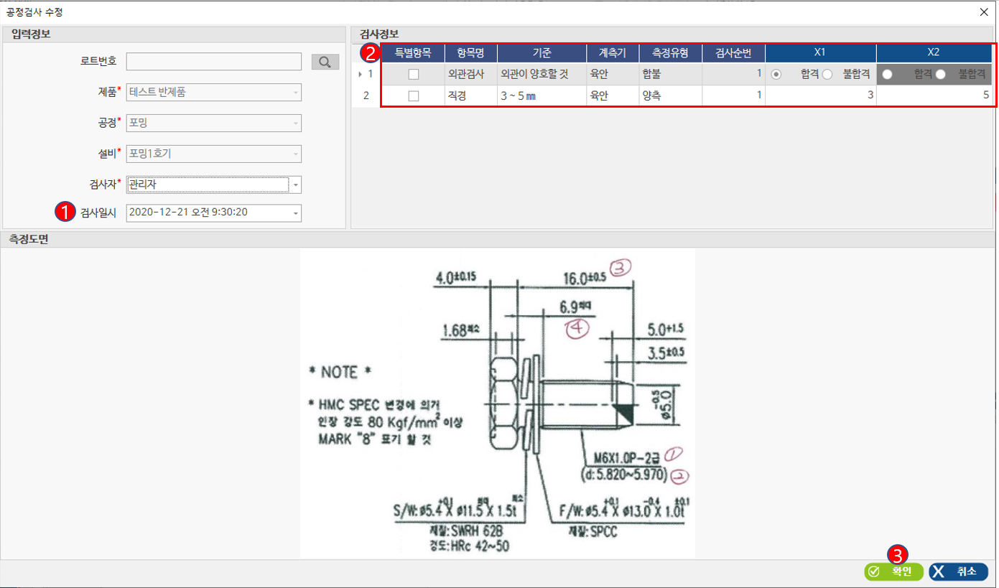 공정검사 수정
입력정보
로트번호
제품* 테스트 반제품
공정* 포밍
설비* 포밍1호기
검사자* 관리자
1 검사일시 2020-12-21 오전 9:30:20
검사정보
2 특별항목 항목명 기준 계측기 측정유형 검사순번 X1 X2
1 외관검사 외관이 양호할 것 육안 합불 1 합격 불합격 합격 불합격
2 직경 3 ~ 5 ㎜ 육안 양측 1 3 5
측정도면
4.0±0.15 16.0±0.5 ③
6.9최대
④
1.68최소 5.0+1.5
3.5±0.5
* NOTE *
* HMC SPEC 변경에 의거
인장 강도 80 Kgf/mm² 이상
MARK "8" 표기 할 것
-0.5
ø5.0
M6X1.0P-2급 ①
(d:5.820~5.970) ②
+0.1 최대 최소
S/W:ø5.4 X ø11.5 X 1.5t
재질:SWRH 62B
경도:HRc 42~50
+0.1 -0.4 ±0.1
F/W:ø5.4 X ø13.0 X 1.0t
재질:SPCC
3
확인 X 취소